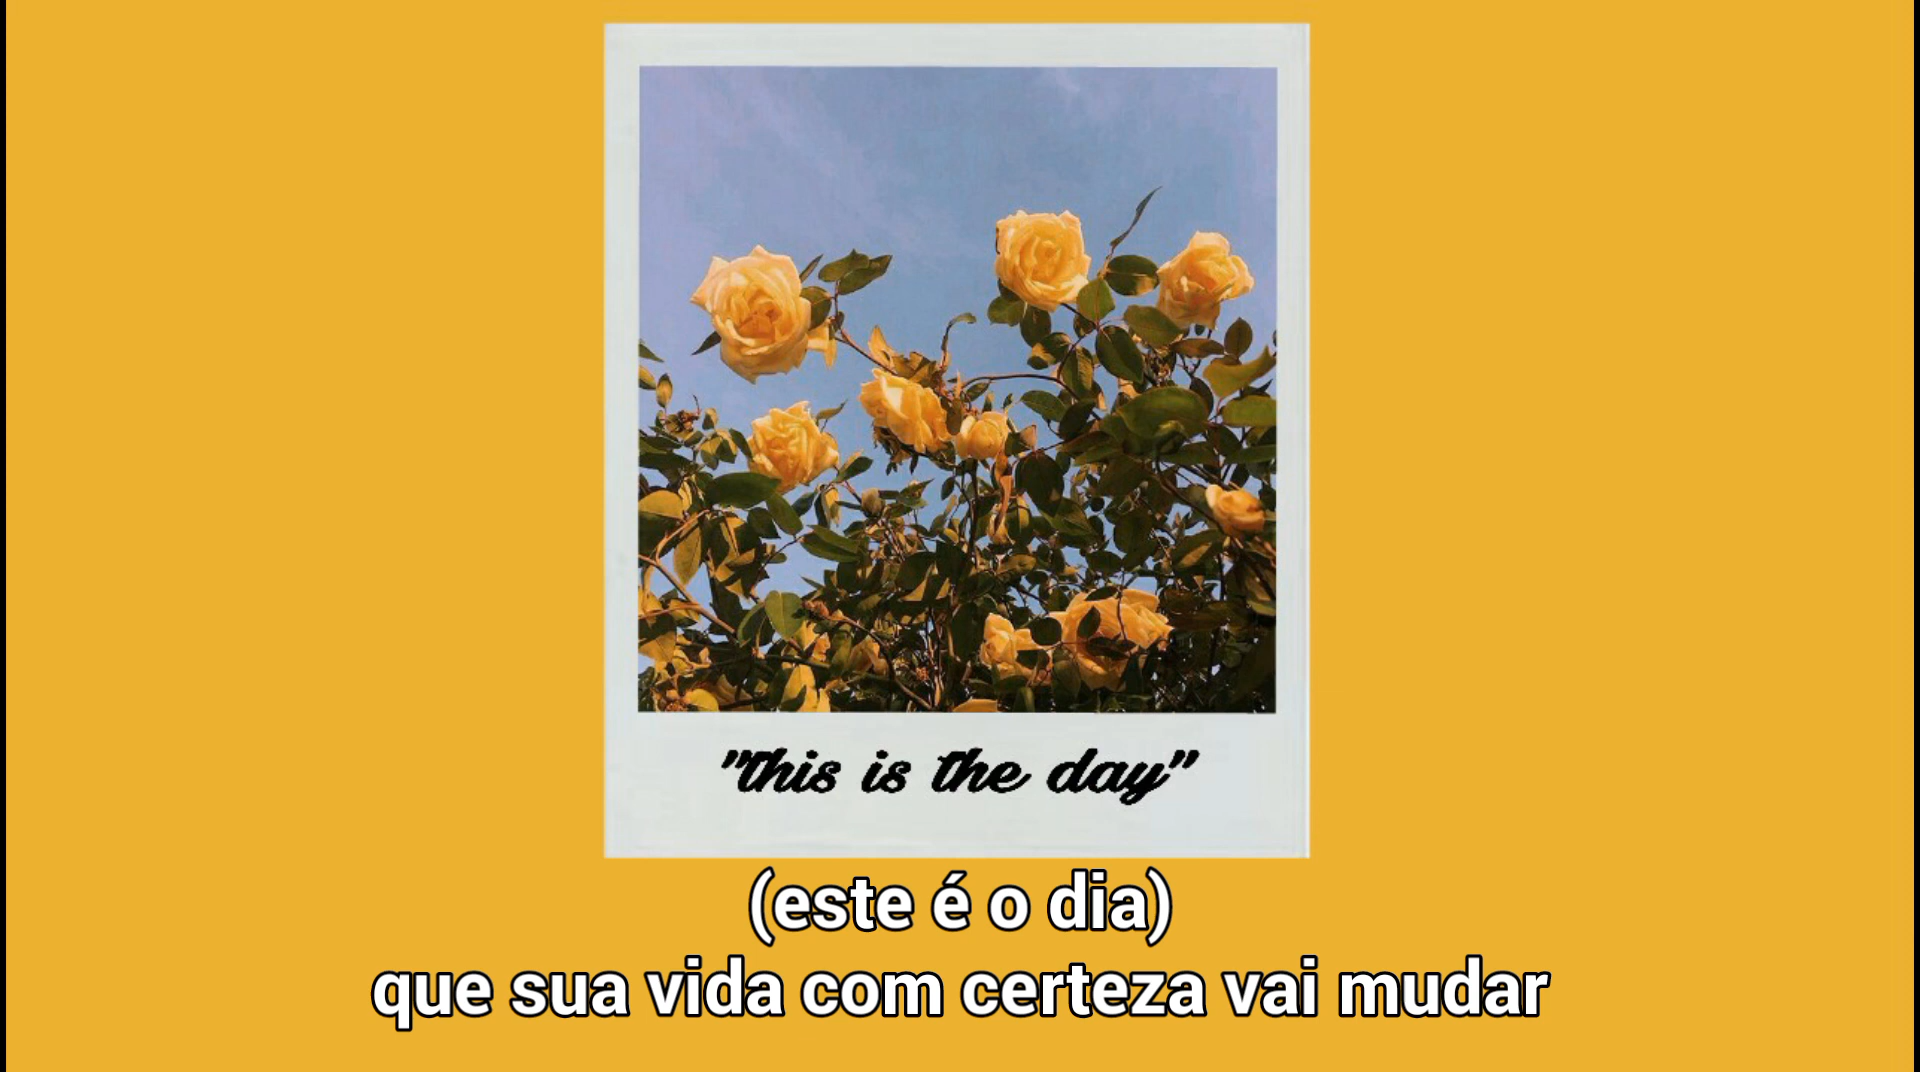 "this is the day"
(este é o dia)
que sua vida com certeza vai mudar